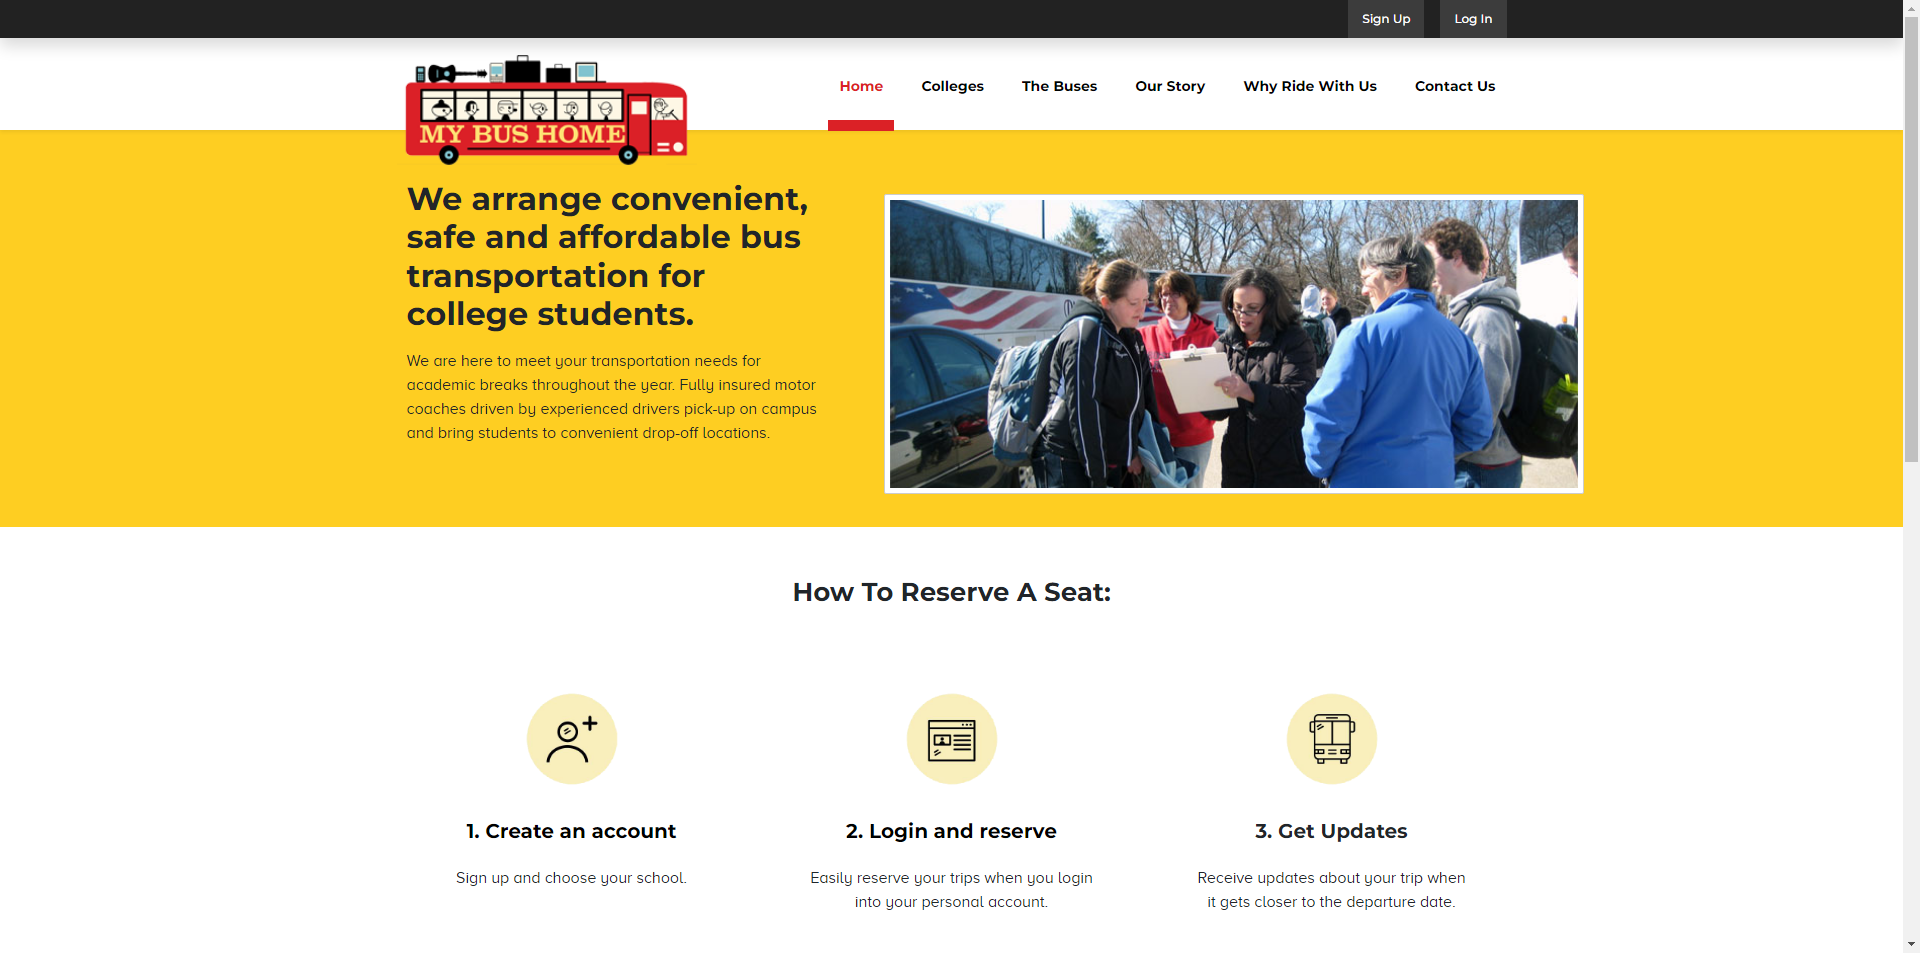 Sign Up
Log In
MY BUS HOME
Home
Colleges
The Buses
Our Story
Why Ride With Us
Contact Us
We arrange convenient,
safe and affordable bus
transportation for
college students.
We are here to meet your transportation needs for
academic breaks throughout the year. Fully insured motor
coaches driven by experienced drivers pick-up on campus
and bring students to convenient drop-off locations.
How To Reserve A Seat:
1. Create an account
Sign up and choose your school.
2. Login and reserve
Easily reserve your trips when you login
into your personal account.
3. Get Updates
Receive updates about your trip when
it gets closer to the departure date.